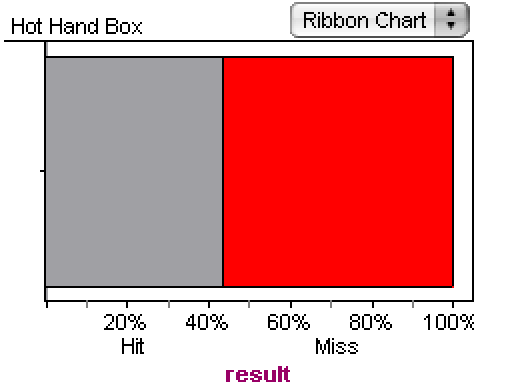 Hot Hand Box
Ribbon Chart
20% 40% 60% 80% 100%
Hit Miss
result